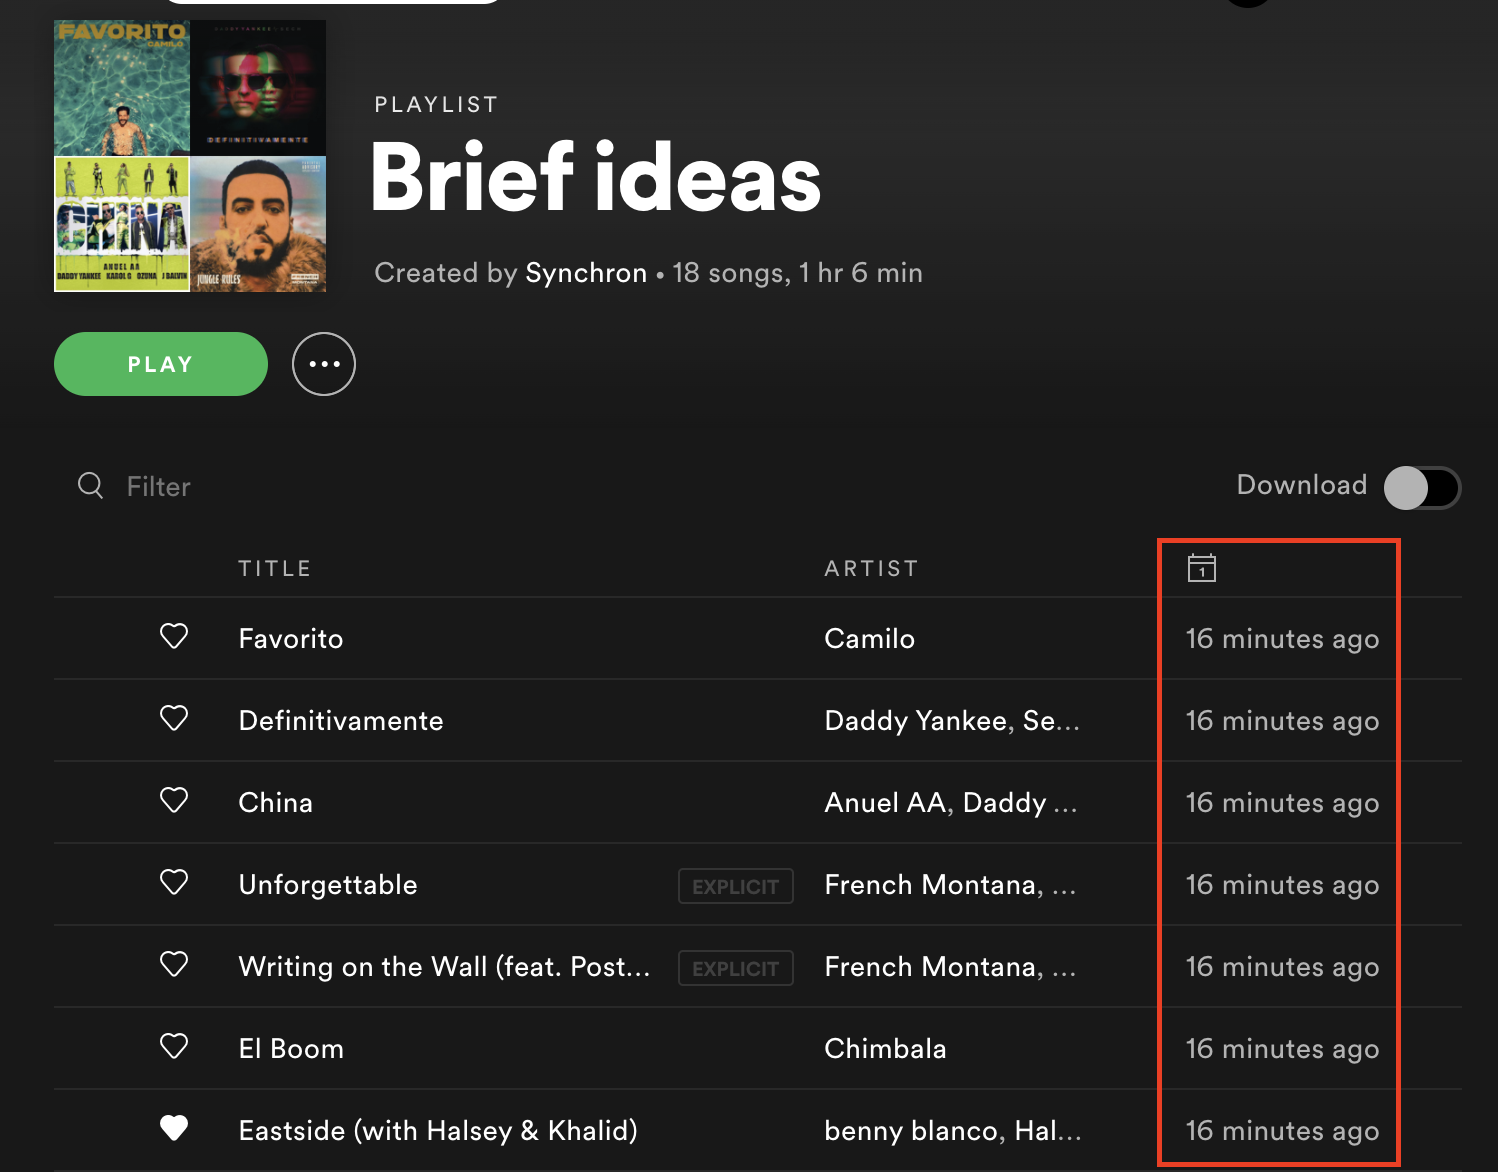 FAVORITO
CAMILO
DEFINITIVAMENTE
CHINA
ANUEL AA
DADDY YANKEE KAROL G OZUNA J BALVIN
JUNGLE RULES
PLAYLIST
Brief ideas
Created by Synchron • 18 songs, 1 hr 6 min
PLAY
Filter
Download
TITLE ARTIST 1
Favorito Camilo 16 minutes ago
Definitivamente Daddy Yankee, Se... 16 minutes ago
China Anuel AA, Daddy ... 16 minutes ago
Unforgettable EXPLICIT French Montana, ... 16 minutes ago
Writing on the Wall (feat. Post... EXPLICIT French Montana, ... 16 minutes ago
El Boom Chimbala 16 minutes ago
Eastside (with Halsey & Khalid) benny blanco, Hal... 16 minutes ago